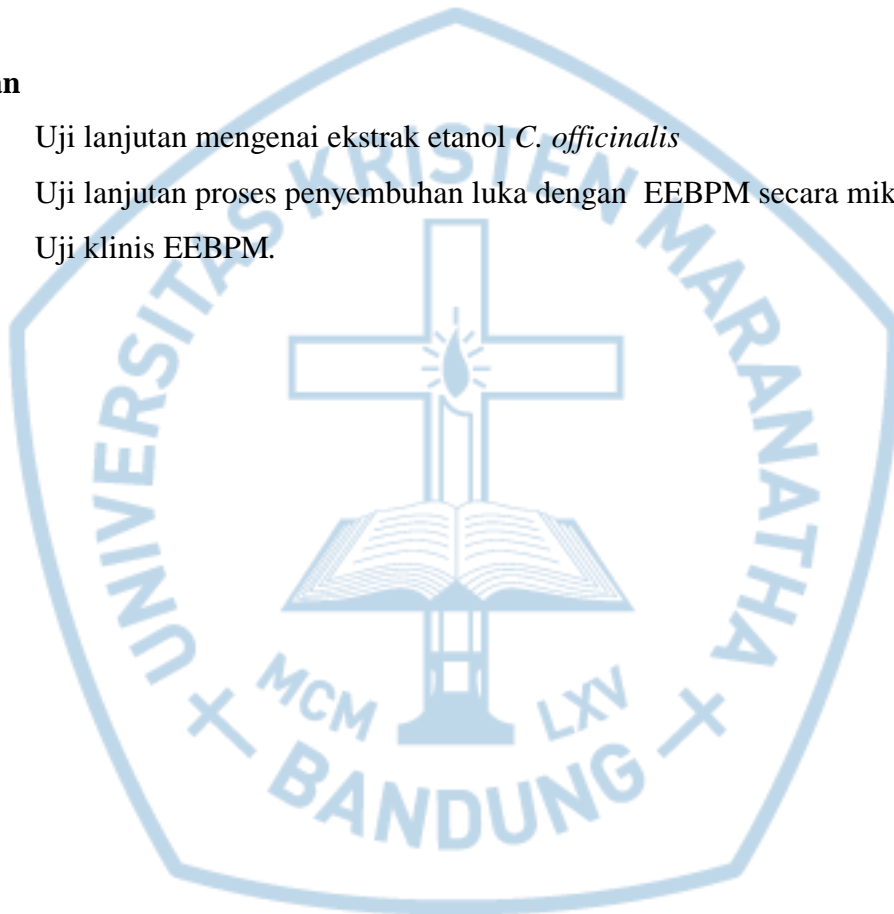 an
Uji lanjutan mengenai ekstrak etanol C. officinalis
Uji lanjutan proses penyembuhan luka dengan EEBPM secara mik
Uji klinis EEBPM.
UNIVERSITAS KRISTEN MARANATHA
MCM LXV
BANDUNG